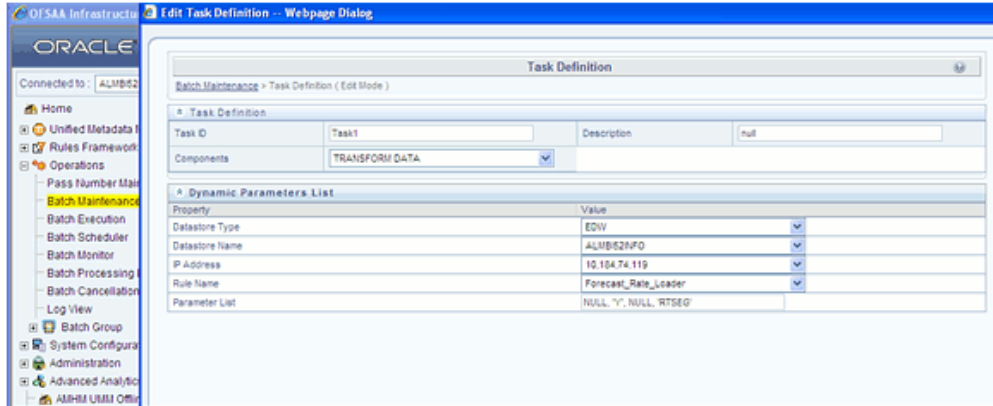 OFSAA Infrastructu
Edit Task Definition -- Webpage Dialog
ORACLE
Connected to : ALMBIS2
Home
Unified Metadata M
Rules Framework
Operations
Pass Number Main
Batch Maintenance
Batch Execution
Batch Scheduler
Batch Monitor
Batch Processing
Batch Cancellation
Log View
Batch Group
System Configura
Administration
Advanced Analytic
AMHM UMM Offlin
Task Definition
Batch Maintenance > Task Definition ( Edit Mode )
Task Definition
Task ID Task1 Description null
Components TRANSFORM DATA
Dynamic Parameters List
Property Value
Datastore Type EDW
Datastore Name ALMBIS2INFO
IP Address 10.184.74.119
Rule Name Forecast_Rate_Loader
Parameter List NULL, 'Y', NULL, 'RTSEG'